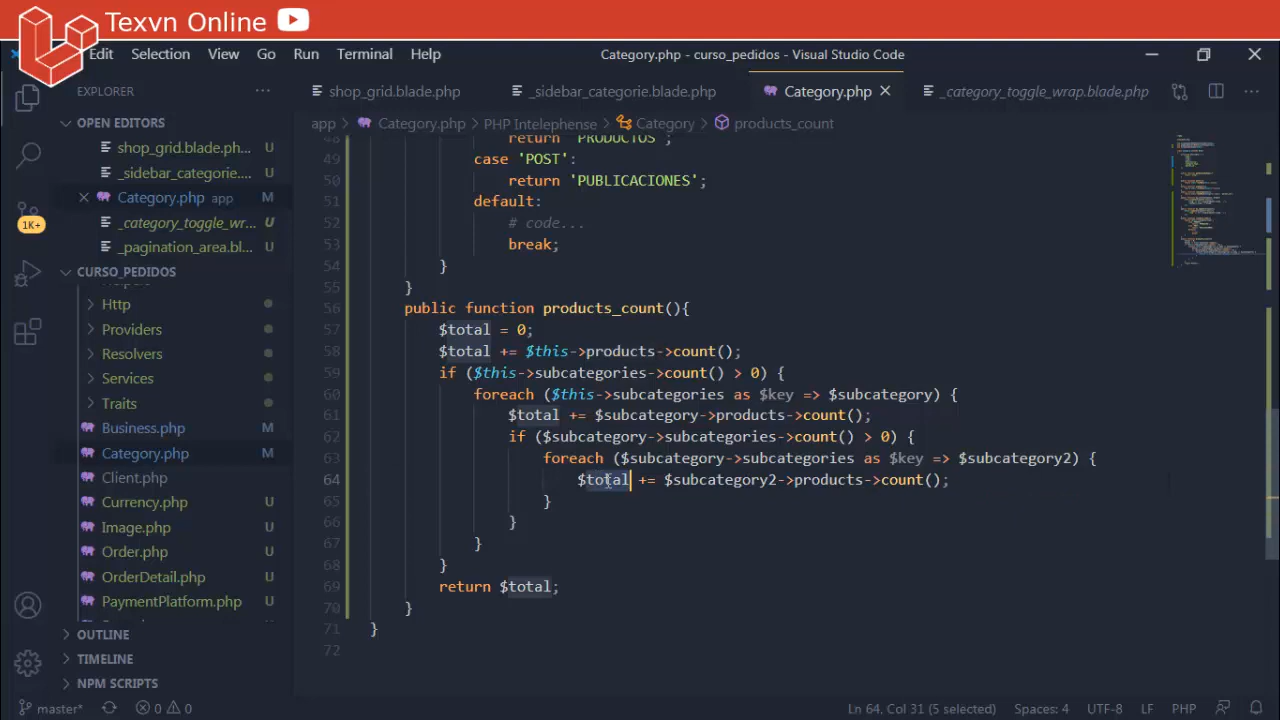 Texvn Online
Edit Selection View Go Run Terminal Help
Category.php - curso_pedidos - Visual Studio Code
EXPLORER
shop_grid.blade.php
_sidebar_categorie.blade.php
Category.php
_category_toggle_wrap.blade.php
app > Category.php > PHP Intelephense > Category > products_count
OPEN EDITORS
shop_grid.blade.ph... U
_sidebar_categorie.... U
Category.php app M
_category_toggle_wr... U
_pagination_area.bl... U
CURSO_PEDIDOS
Http
Providers
Resolvers
Services
Traits
Business.php M
Category.php M
Client.php
Currency.php U
Image.php U
Order.php U
OrderDetail.php U
PaymentPlatform.php U
OUTLINE
TIMELINE
NPM SCRIPTS
1K+
48 return 'PRODUCTOS';
49 case 'POST':
50 return 'PUBLICACIONES';
51 default:
52 # code...
53 break;
54 }
55 }
56 public function products_count(){
57 $total = 0;
58 $total += $this->products->count();
59 if ($this->subcategories->count() > 0) {
60 foreach ($this->subcategories as $key => $subcategory) {
61 $total += $subcategory->products->count();
62 if ($subcategory->subcategories->count() > 0) {
63 foreach ($subcategory->subcategories as $key => $subcategory2) {
64 $total += $subcategory2->products->count();
65 }
66 }
67 }
68 }
69 return $total;
70 }
71 }
72
master* 0 0
Ln 64, Col 31 (5 selected) Spaces: 4 UTF-8 LF PHP